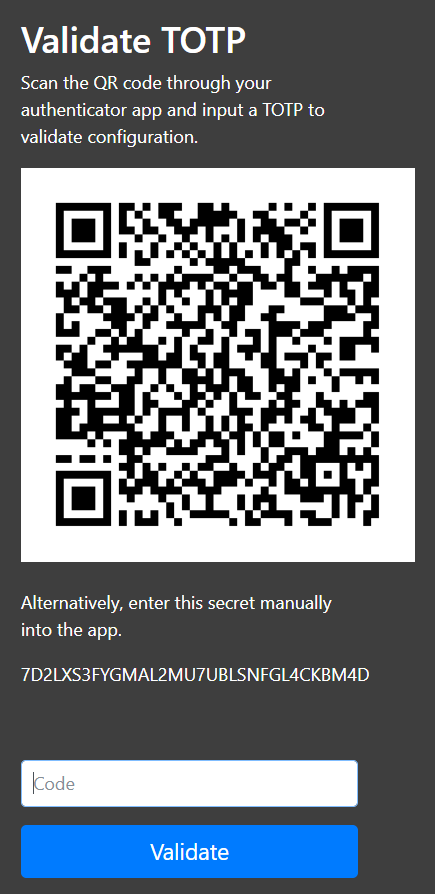 Validate TOTP
Scan the QR code through your
authenticator app and input a TOTP to
validate configuration.
Alternatively, enter this secret manually
into the app.
7D2LXS3FYGMAL2MU7UBLSNFGL4CKBM4D
Code
Validate